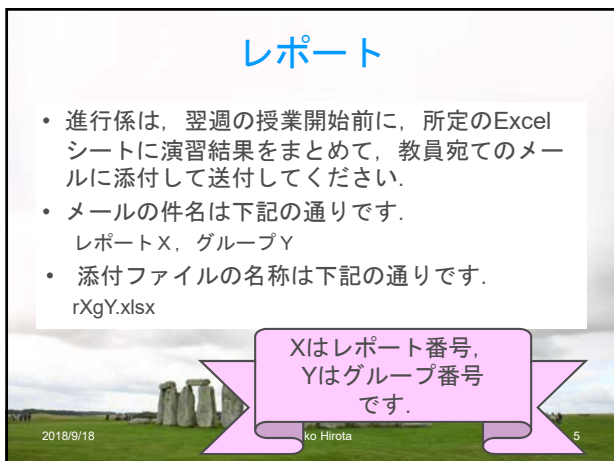 レポート
• 進行係は，翌週の授業開始前に，所定のExcel
シートに演習結果をまとめて，教員宛てのメー
ルに添付して送付してください．
• メールの件名は下記の通りです．
レポートX，グループY
• 添付ファイルの名称は下記の通りです．
rXgY.xlsx
Xはレポート番号，
Yはグループ番号
です．
2018/9/18
ko Hirota
5